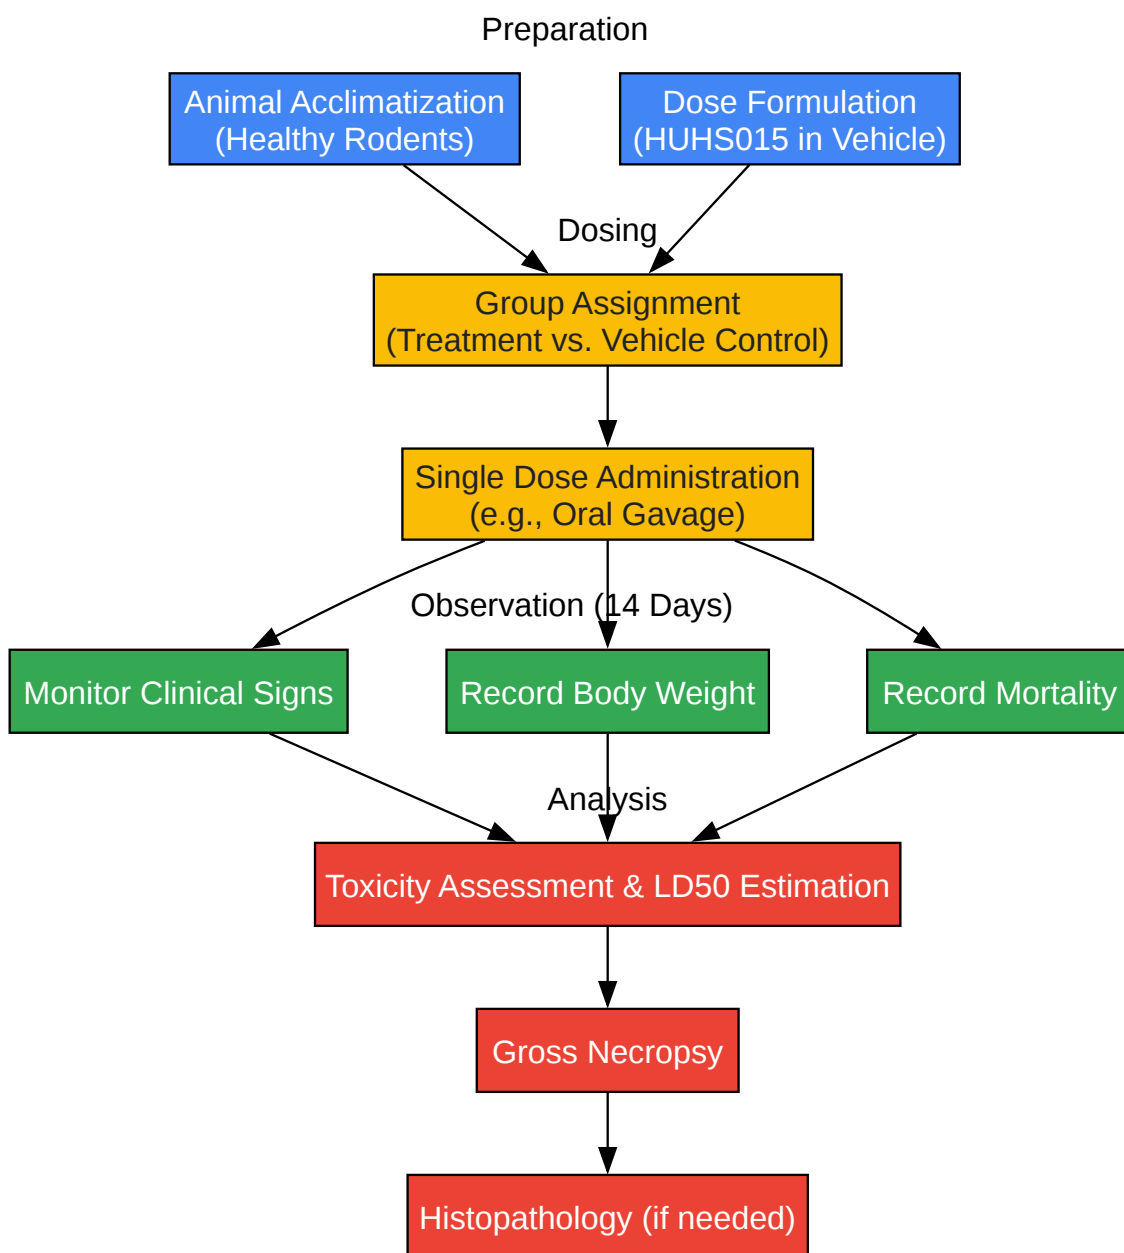 Preparation
Animal Acclimatization
(Healthy Rodents)
Dose Formulation
(HUHS015 in Vehicle)
Dosing
Group Assignment
(Treatment vs. Vehicle Control)
Single Dose Administration
(e.g., Oral Gavage)
Observation (14 Days)
Monitor Clinical Signs
Record Body Weight
Record Mortality
Analysis
Toxicity Assessment & LD50 Estimation
Gross Necropsy
Histopathology (if needed)